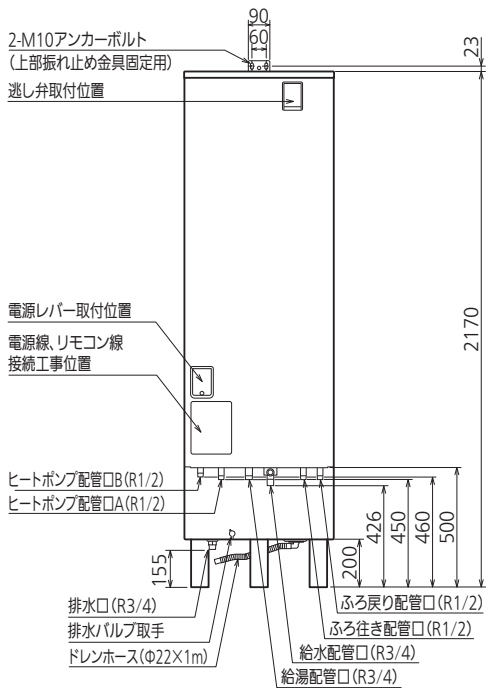 90
60
23
2-M10アンカーボルト
(上部振れ止め金具固定用)
逃し弁取付位置
2170
電源レバー取付位置
電源線、リモコン線
接続工事位置
ヒートポンプ配管口B(R1/2)
ヒートポンプ配管口A(R1/2)
426
450
460
500
155
200
排水口(R3/4)
排水バルブ取手
ドレンホース(Φ22×1m)
ふろ戻り配管口(R1/2)
ふろ往き配管口(R1/2)
給水配管口(R3/4)
給湯配管口(R3/4)